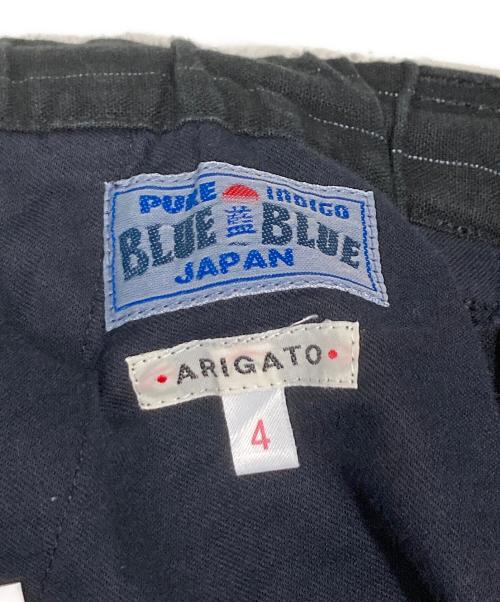 PURE INDIGO
BLUE 藍 BLUE
JAPAN
• ARIGATO •
4